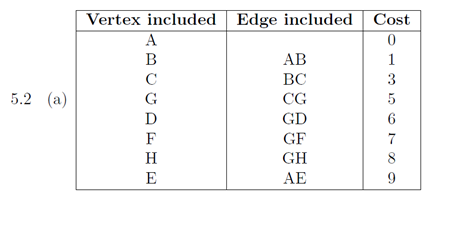 Vertex included Edge included Cost
A 0
B AB 1
C BC 3
5.2 (a) G CG 5
D GD 6
F GF 7
H GH 8
E AE 9